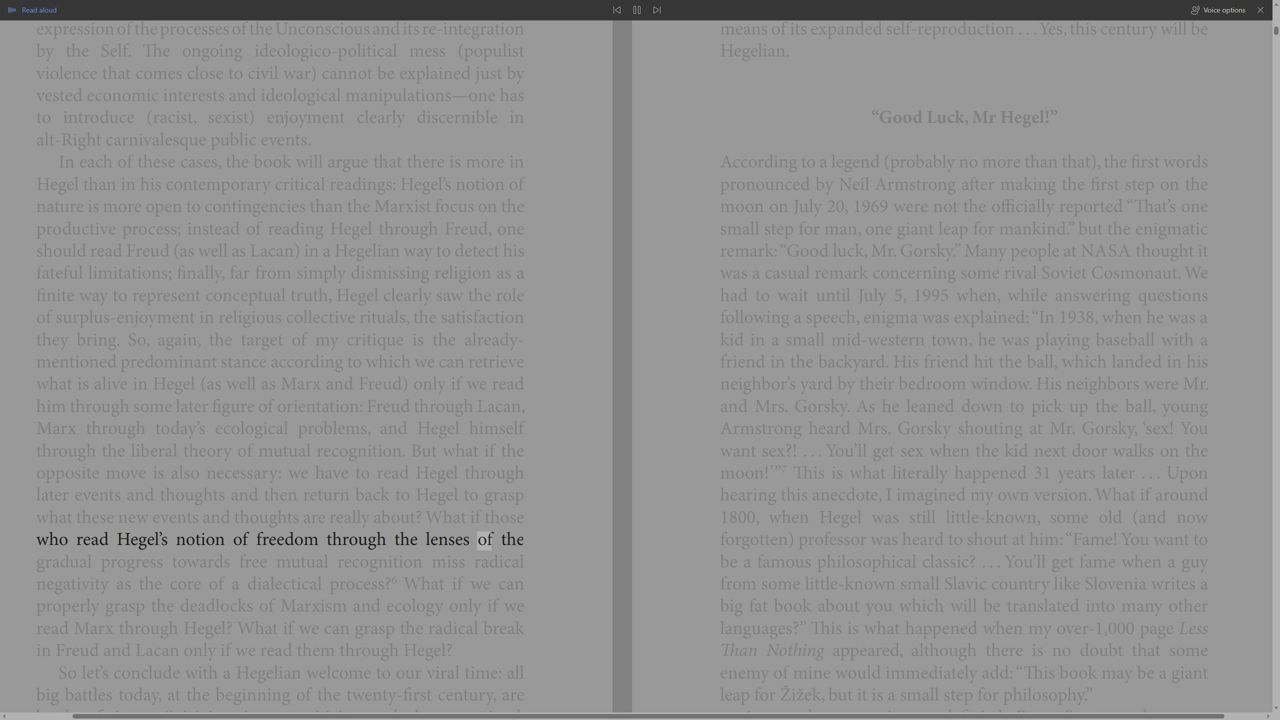 Read aloud
Voice options
expression of the processes of the Unconscious and its re-integration
by the Self. The ongoing ideologico-political mess (populist
violence that comes close to civil war) cannot be explained just by
vested economic interests and ideological manipulations—one has
to introduce (racist, sexist) enjoyment clearly discernible in
alt-Right carnivalesque public events.
In each of these cases, the book will argue that there is more in
Hegel than in his contemporary critical readings: Hegel’s notion of
nature is more open to contingencies than the Marxist focus on the
productive process; instead of reading Hegel through Freud, one
should read Freud (as well as Lacan) in a Hegelian way to detect his
fateful limitations; finally, far from simply dismissing religion as a
finite way to represent conceptual truth, Hegel clearly saw the role
of surplus-enjoyment in religious collective rituals, the satisfaction
they bring. So, again, the target of my critique is the already-
mentioned predominant stance according to which we can retrieve
what is alive in Hegel (as well as Marx and Freud) only if we read
him through some later figure of orientation: Freud through Lacan,
Marx through today’s ecological problems, and Hegel himself
through the liberal theory of mutual recognition. But what if the
opposite move is also necessary: we have to read Hegel through
later events and thoughts and then return back to Hegel to grasp
what these new events and thoughts are really about? What if those
who read Hegel’s notion of freedom through the lenses of the
gradual progress towards free mutual recognition miss radical
negativity as the core of a dialectical process?⁶ What if we can
properly grasp the deadlocks of Marxism and ecology only if we
read Marx through Hegel? What if we can grasp the radical break
in Freud and Lacan only if we read them through Hegel?
So let’s conclude with a Hegelian welcome to our viral time: all
big battles today, at the beginning of the twenty-first century, are
means of its expanded self-reproduction . . . Yes, this century will be
Hegelian.
“Good Luck, Mr Hegel!”
According to a legend (probably no more than that), the first words
pronounced by Neil Armstrong after making the first step on the
moon on July 20, 1969 were not the officially reported “That’s one
small step for man, one giant leap for mankind.” but the enigmatic
remark: “Good luck, Mr. Gorsky.” Many people at NASA thought it
was a casual remark concerning some rival Soviet Cosmonaut. We
had to wait until July 5, 1995 when, while answering questions
following a speech, enigma was explained: “In 1938, when he was a
kid in a small mid-western town, he was playing baseball with a
friend in the backyard. His friend hit the ball, which landed in his
neighbor’s yard by their bedroom window. His neighbors were Mr.
and Mrs. Gorsky. As he leaned down to pick up the ball, young
Armstrong heard Mrs. Gorsky shouting at Mr. Gorsky, ‘sex! You
want sex?! . . . You’ll get sex when the kid next door walks on the
moon!’”⁷ This is what literally happened 31 years later . . . Upon
hearing this anecdote, I imagined my own version. What if around
1800, when Hegel was still little-known, some old (and now
forgotten) professor was heard to shout at him: “Fame! You want to
be a famous philosophical classic? . . . You’ll get fame when a guy
from some little-known small Slavic country like Slovenia writes a
big fat book about you which will be translated into many other
languages?” This is what happened when my over-1,000 page Less
Than Nothing appeared, although there is no doubt that some
enemy of mine would immediately add: “This book may be a giant
leap for Žižek, but it is a small step for philosophy.”